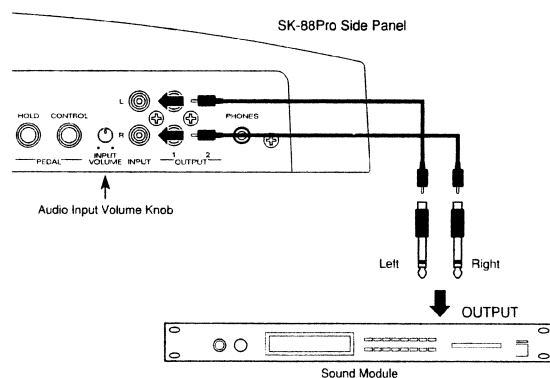 SK-88Pro Side Panel
L
HOLD CONTROL PHONES
R
INPUT VOLUME INPUT 1 2
PEDAL OUTPUT
Audio Input Volume Knob
Left Right
OUTPUT
Sound Module